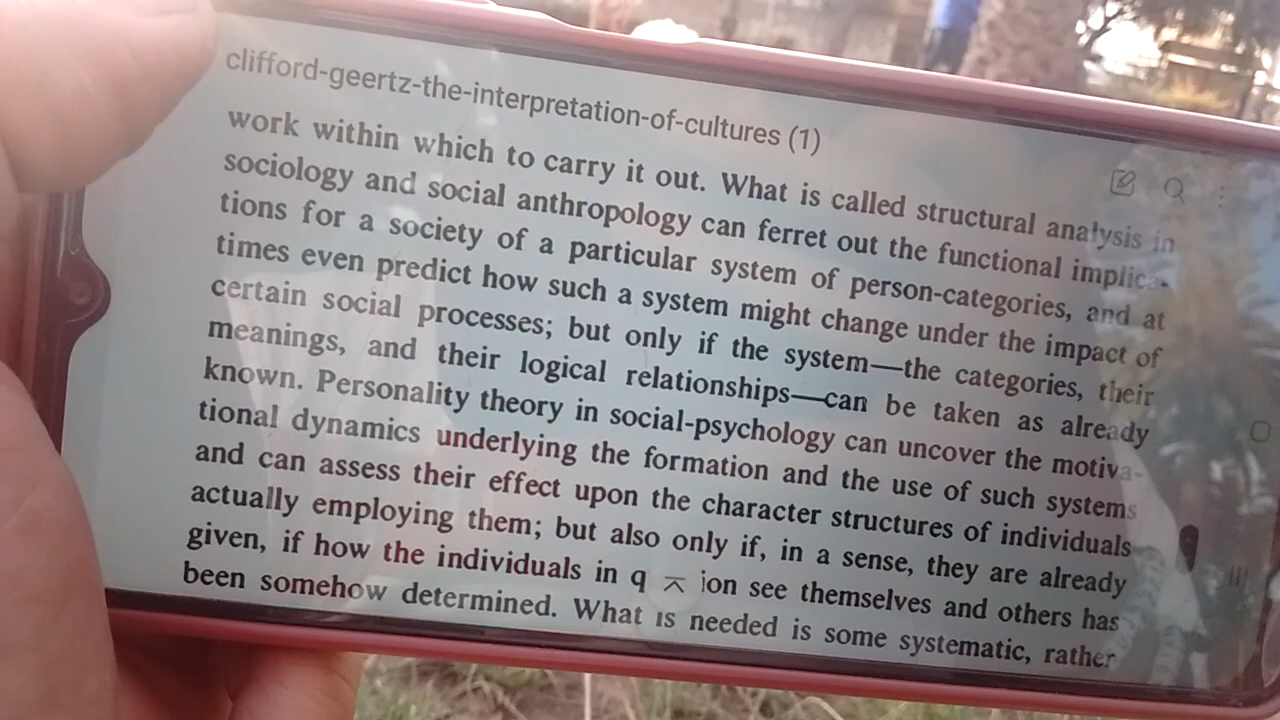 clifford-geertz-the-interpretation-of-cultures (1)
work within which to carry it out. What is called structural analysis in
sociology and social anthropology can ferret out the functional implica-
tions for a society of a particular system of person-categories, and at
times even predict how such a system might change under the impact of
certain social processes; but only if the system—the categories, their
meanings, and their logical relationships—can be taken as already
known. Personality theory in social-psychology can uncover the motiva-
tional dynamics underlying the formation and the use of such systems
and can assess their effect upon the character structures of individuals
actually employing them; but also only if, in a sense, they are already
given, if how the individuals in q ion see themselves and others has
been somehow determined. What is needed is some systematic, rather